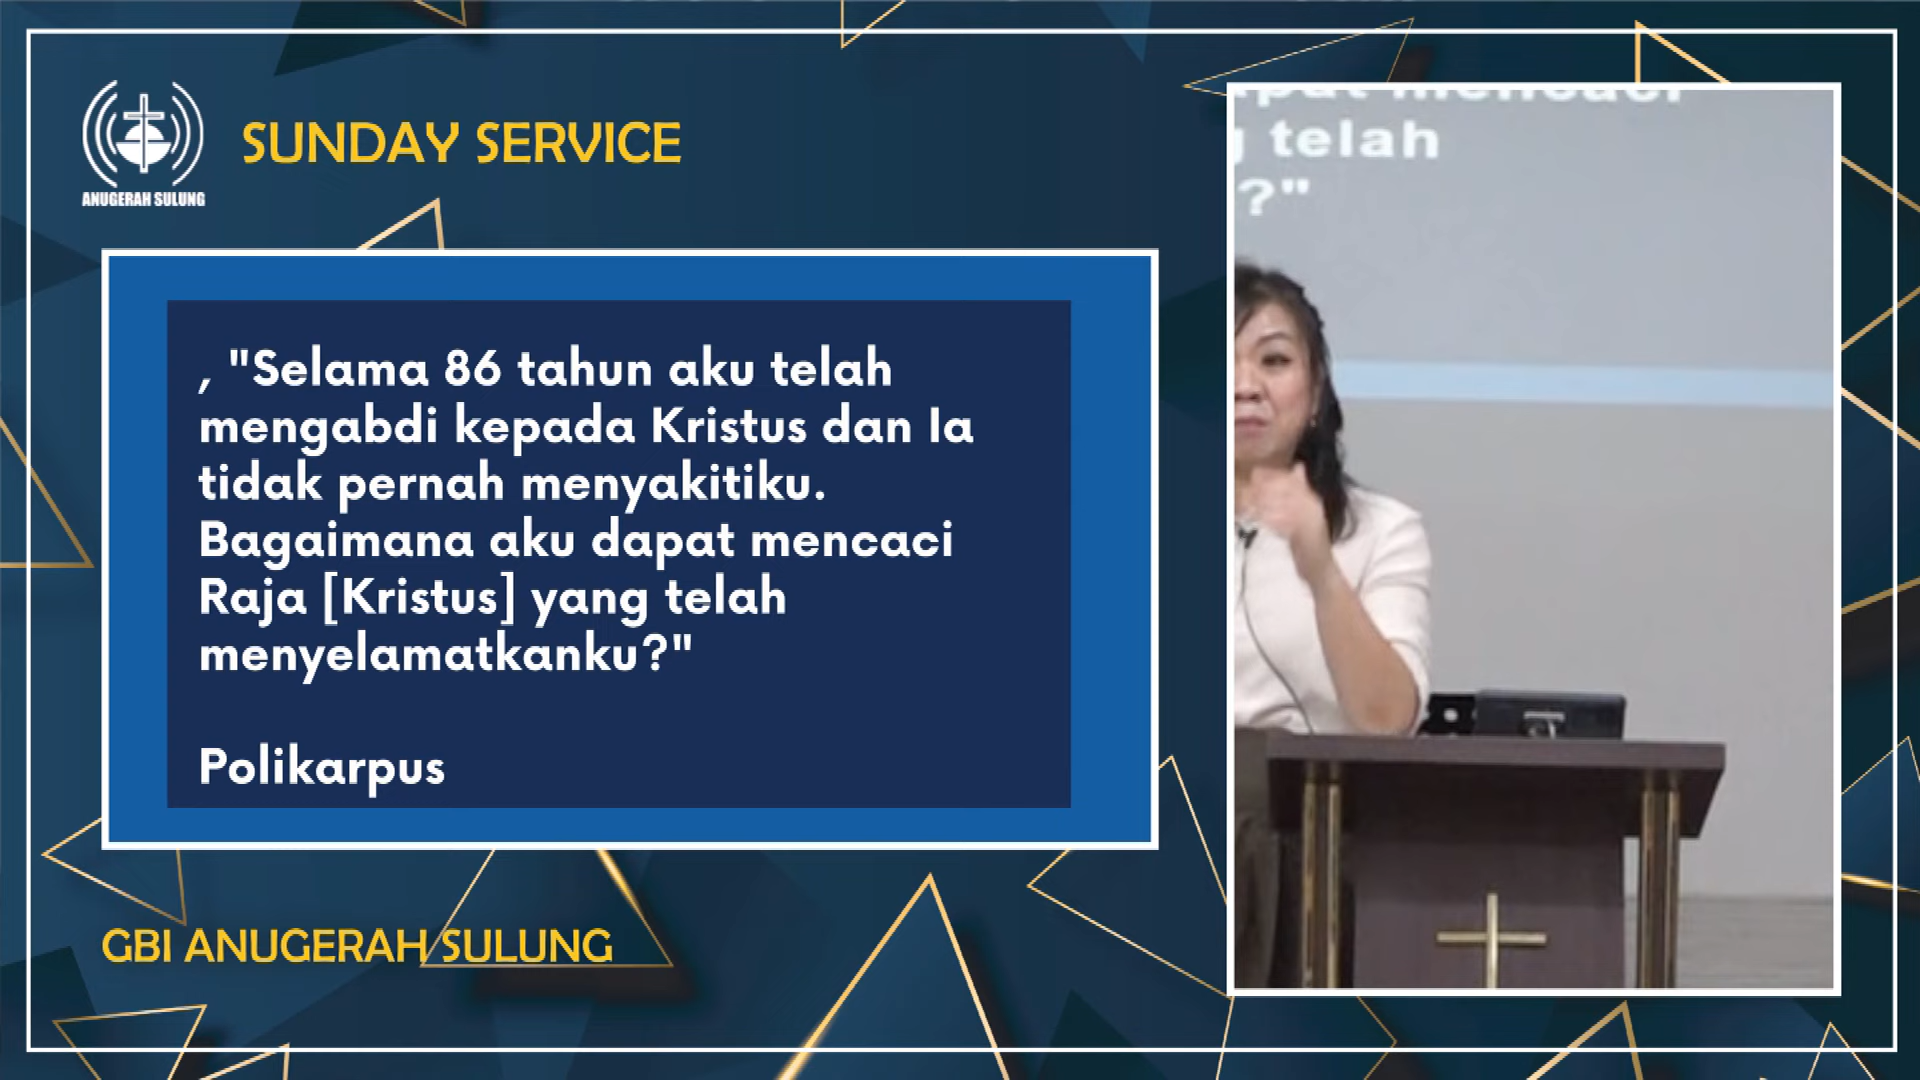 ANUGERAH SULUNG
SUNDAY SERVICE
, "Selama 86 tahun aku telah
mengabdi kepada Kristus dan Ia
tidak pernah menyakitiku.
Bagaimana aku dapat mencaci
Raja [Kristus] yang telah
menyelamatkanku?"
Polikarpus
GBI ANUGERAH SULUNG
mencaci
telah
?"